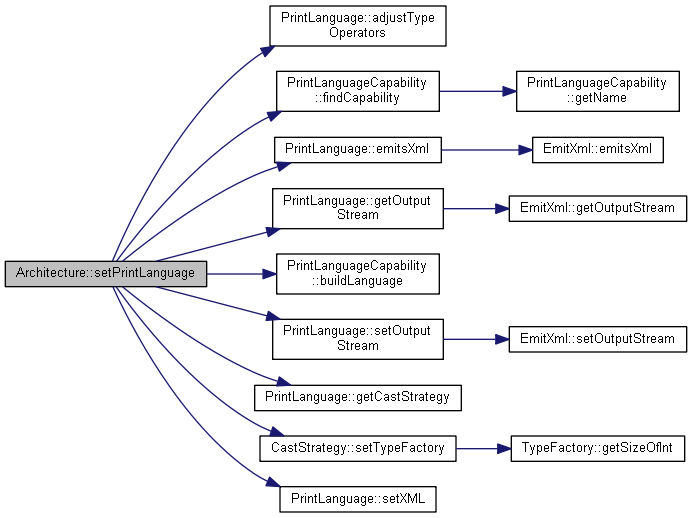 PrintLanguage::adjustType
Operators
PrintLanguageCapability
::findCapability
PrintLanguageCapability
::getName
PrintLanguage::emitsXml
EmitXml::emitsXml
PrintLanguage::getOutput
Stream
EmitXml::getOutputStream
Architecture::setPrintLanguage
PrintLanguageCapability
::buildLanguage
PrintLanguage::setOutput
Stream
EmitXml::setOutputStream
PrintLanguage::getCastStrategy
CastStrategy::setTypeFactory
TypeFactory::getSizeOfInt
PrintLanguage::setXML